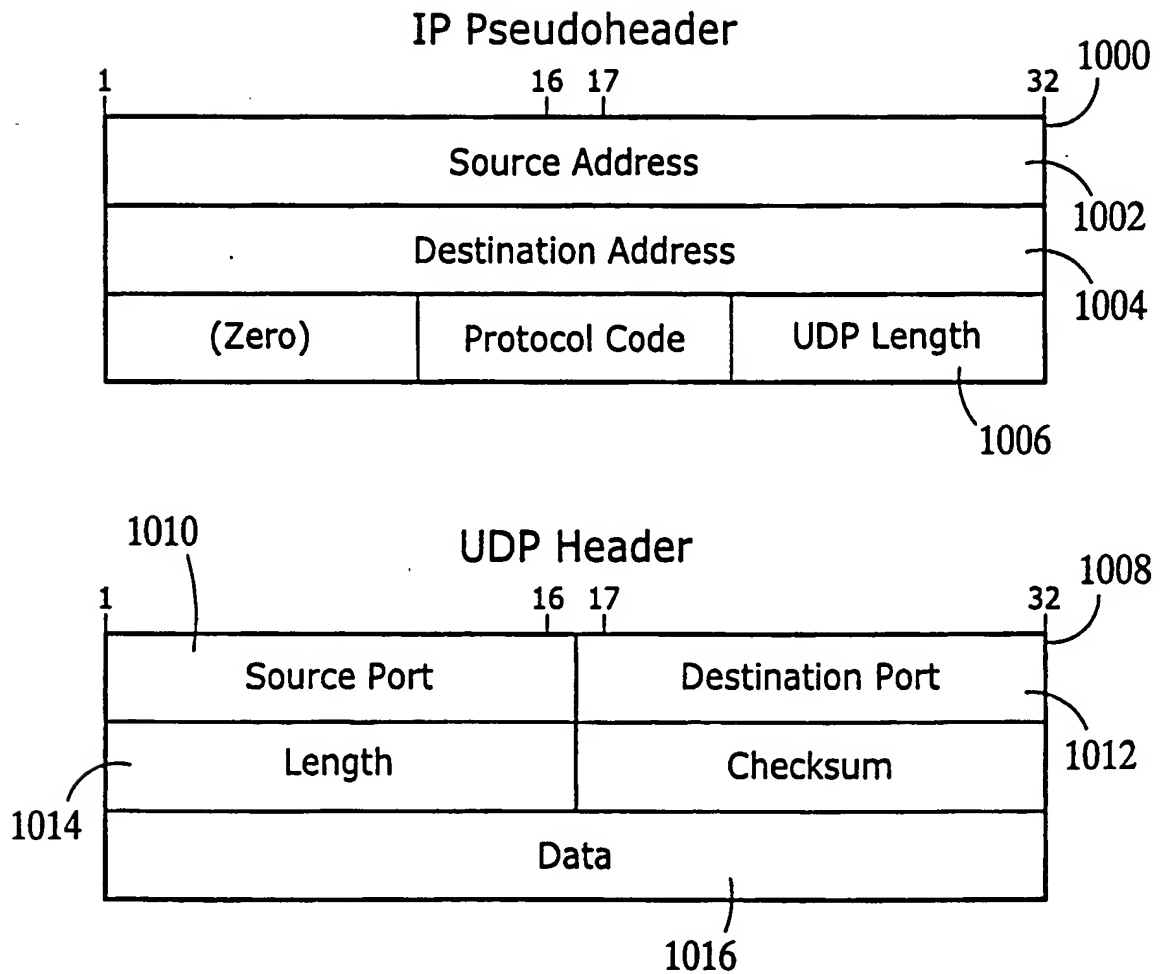 IP Pseudoheader
1 16 17 32 1000
Source Address
1002
Destination Address
1004
(Zero) Protocol Code UDP Length
1006
1010
UDP Header
1 16 17 32 1008
Source Port Destination Port
1012
Length Checksum
1014
Data
1016